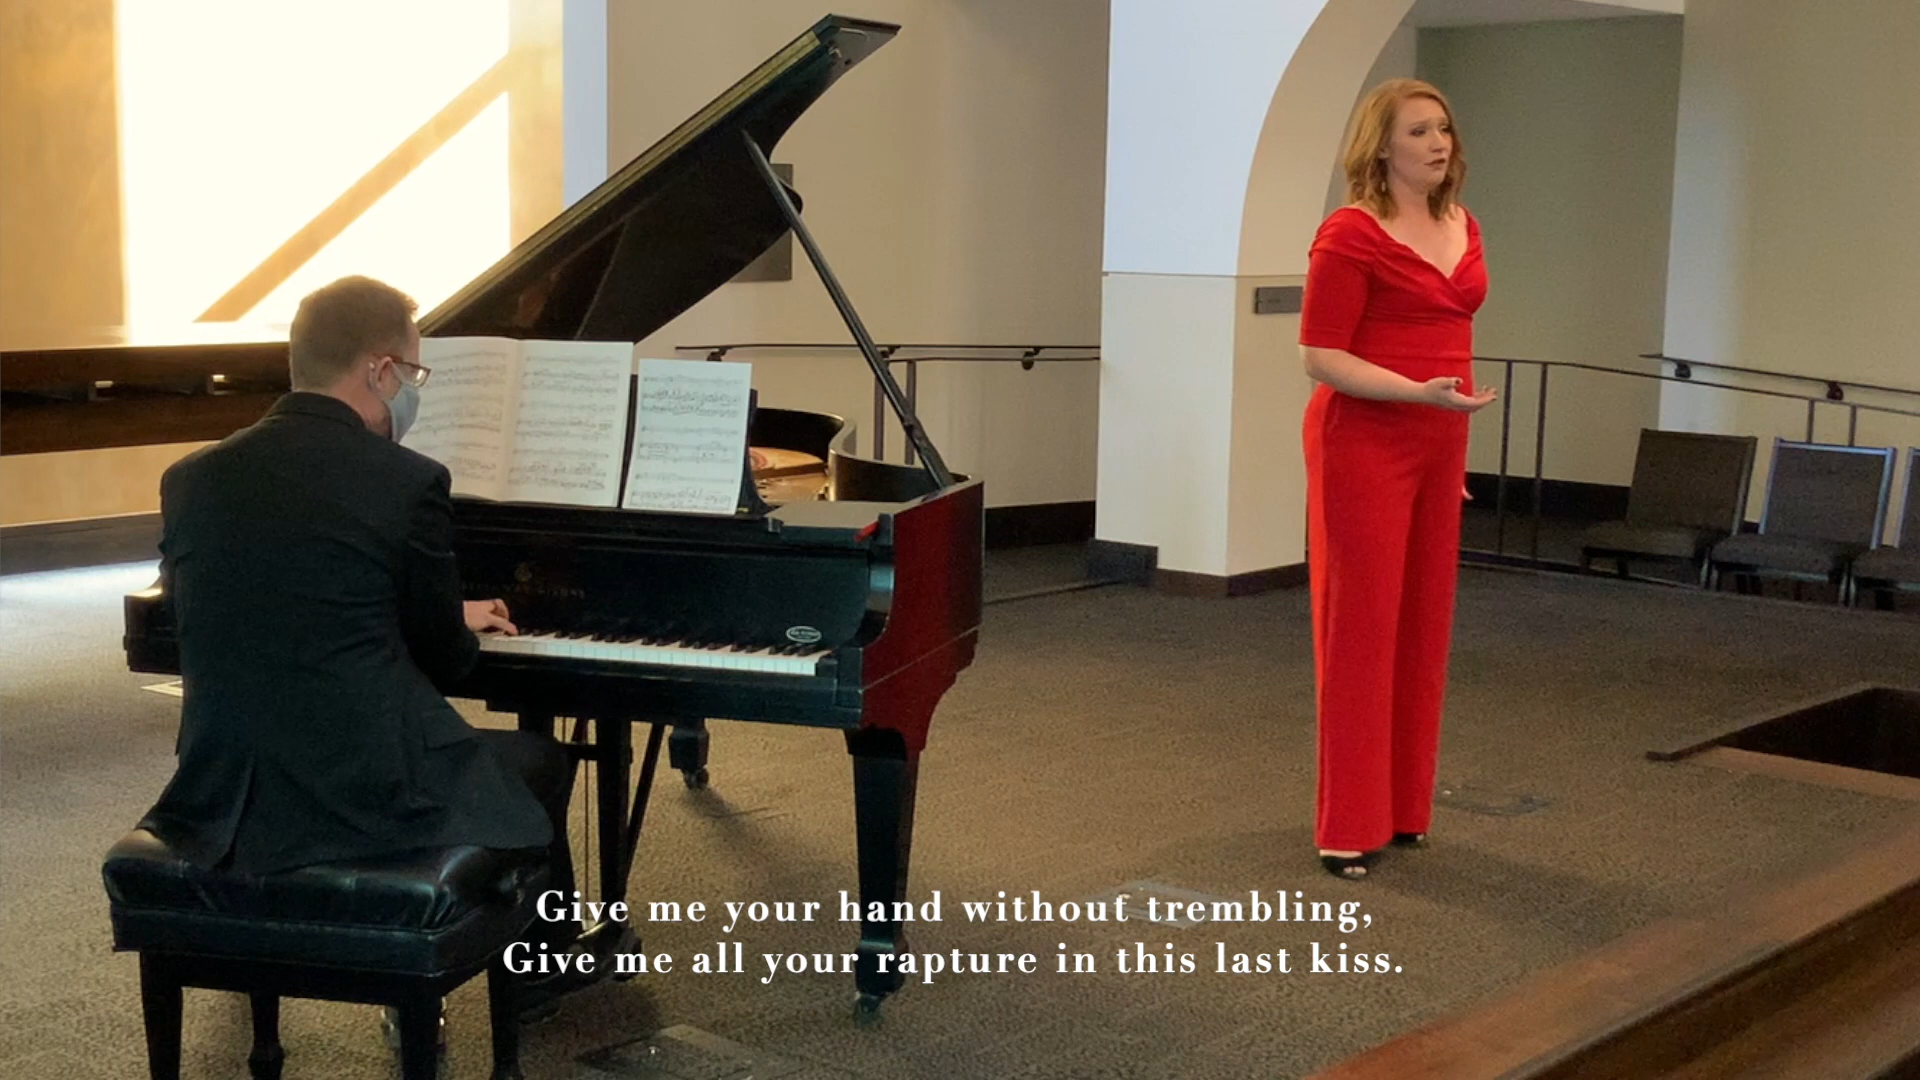 Give me your hand without trembling,
Give me all your rapture in this last kiss.